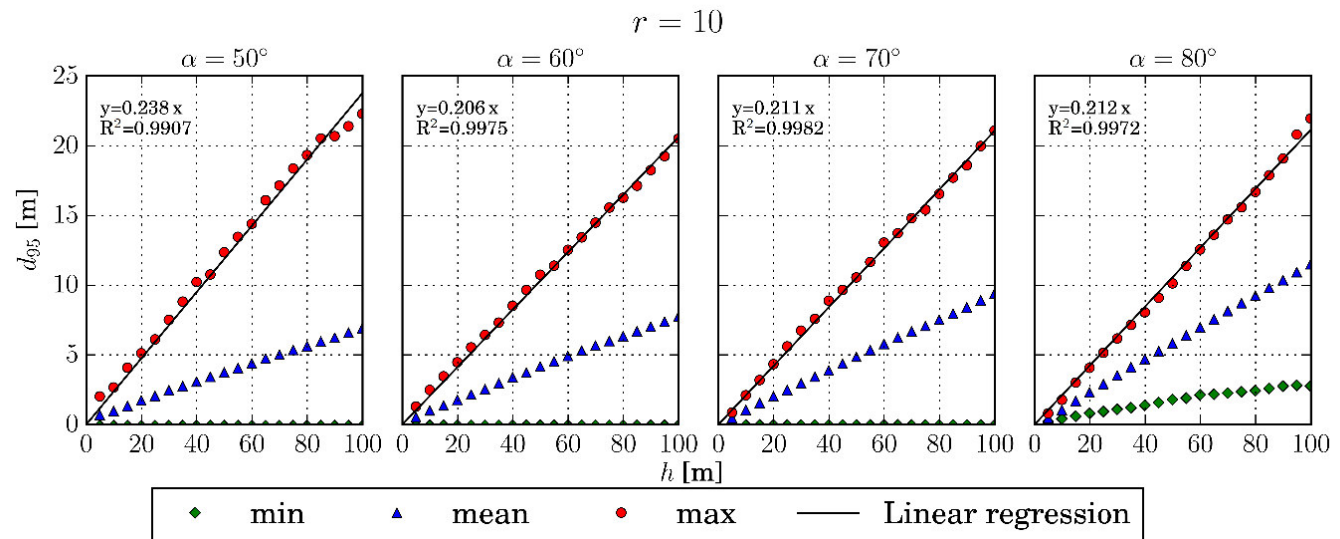 r = 10
α = 50°
α = 60°
α = 70°
α = 80°
y=0.238 x
R²=0.9907
y=0.206 x
R²=0.9975
y=0.211 x
R²=0.9982
y=0.212 x
R²=0.9972
25
20
15
10
5
0
d₉₅ [m]
0 20 40 60 80 100
0 20 40 60 80 100
0 20 40 60 80 100
0 20 40 60 80 100
h [m]
min mean max Linear regression